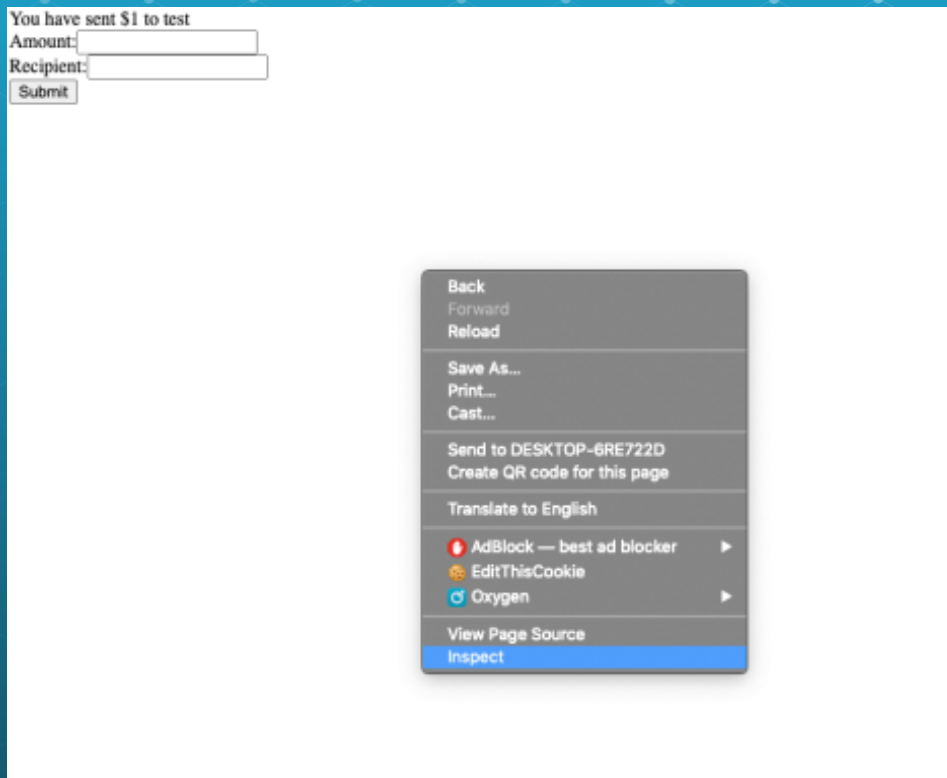 You have sent $1 to test
Amount:
Recipient:
Submit
Back
Forward
Reload
Save As...
Print...
Cast...
Send to DESKTOP-6RE722D
Create QR code for this page
Translate to English
AdBlock — best ad blocker
EditThisCookie
Oxygen
View Page Source
Inspect